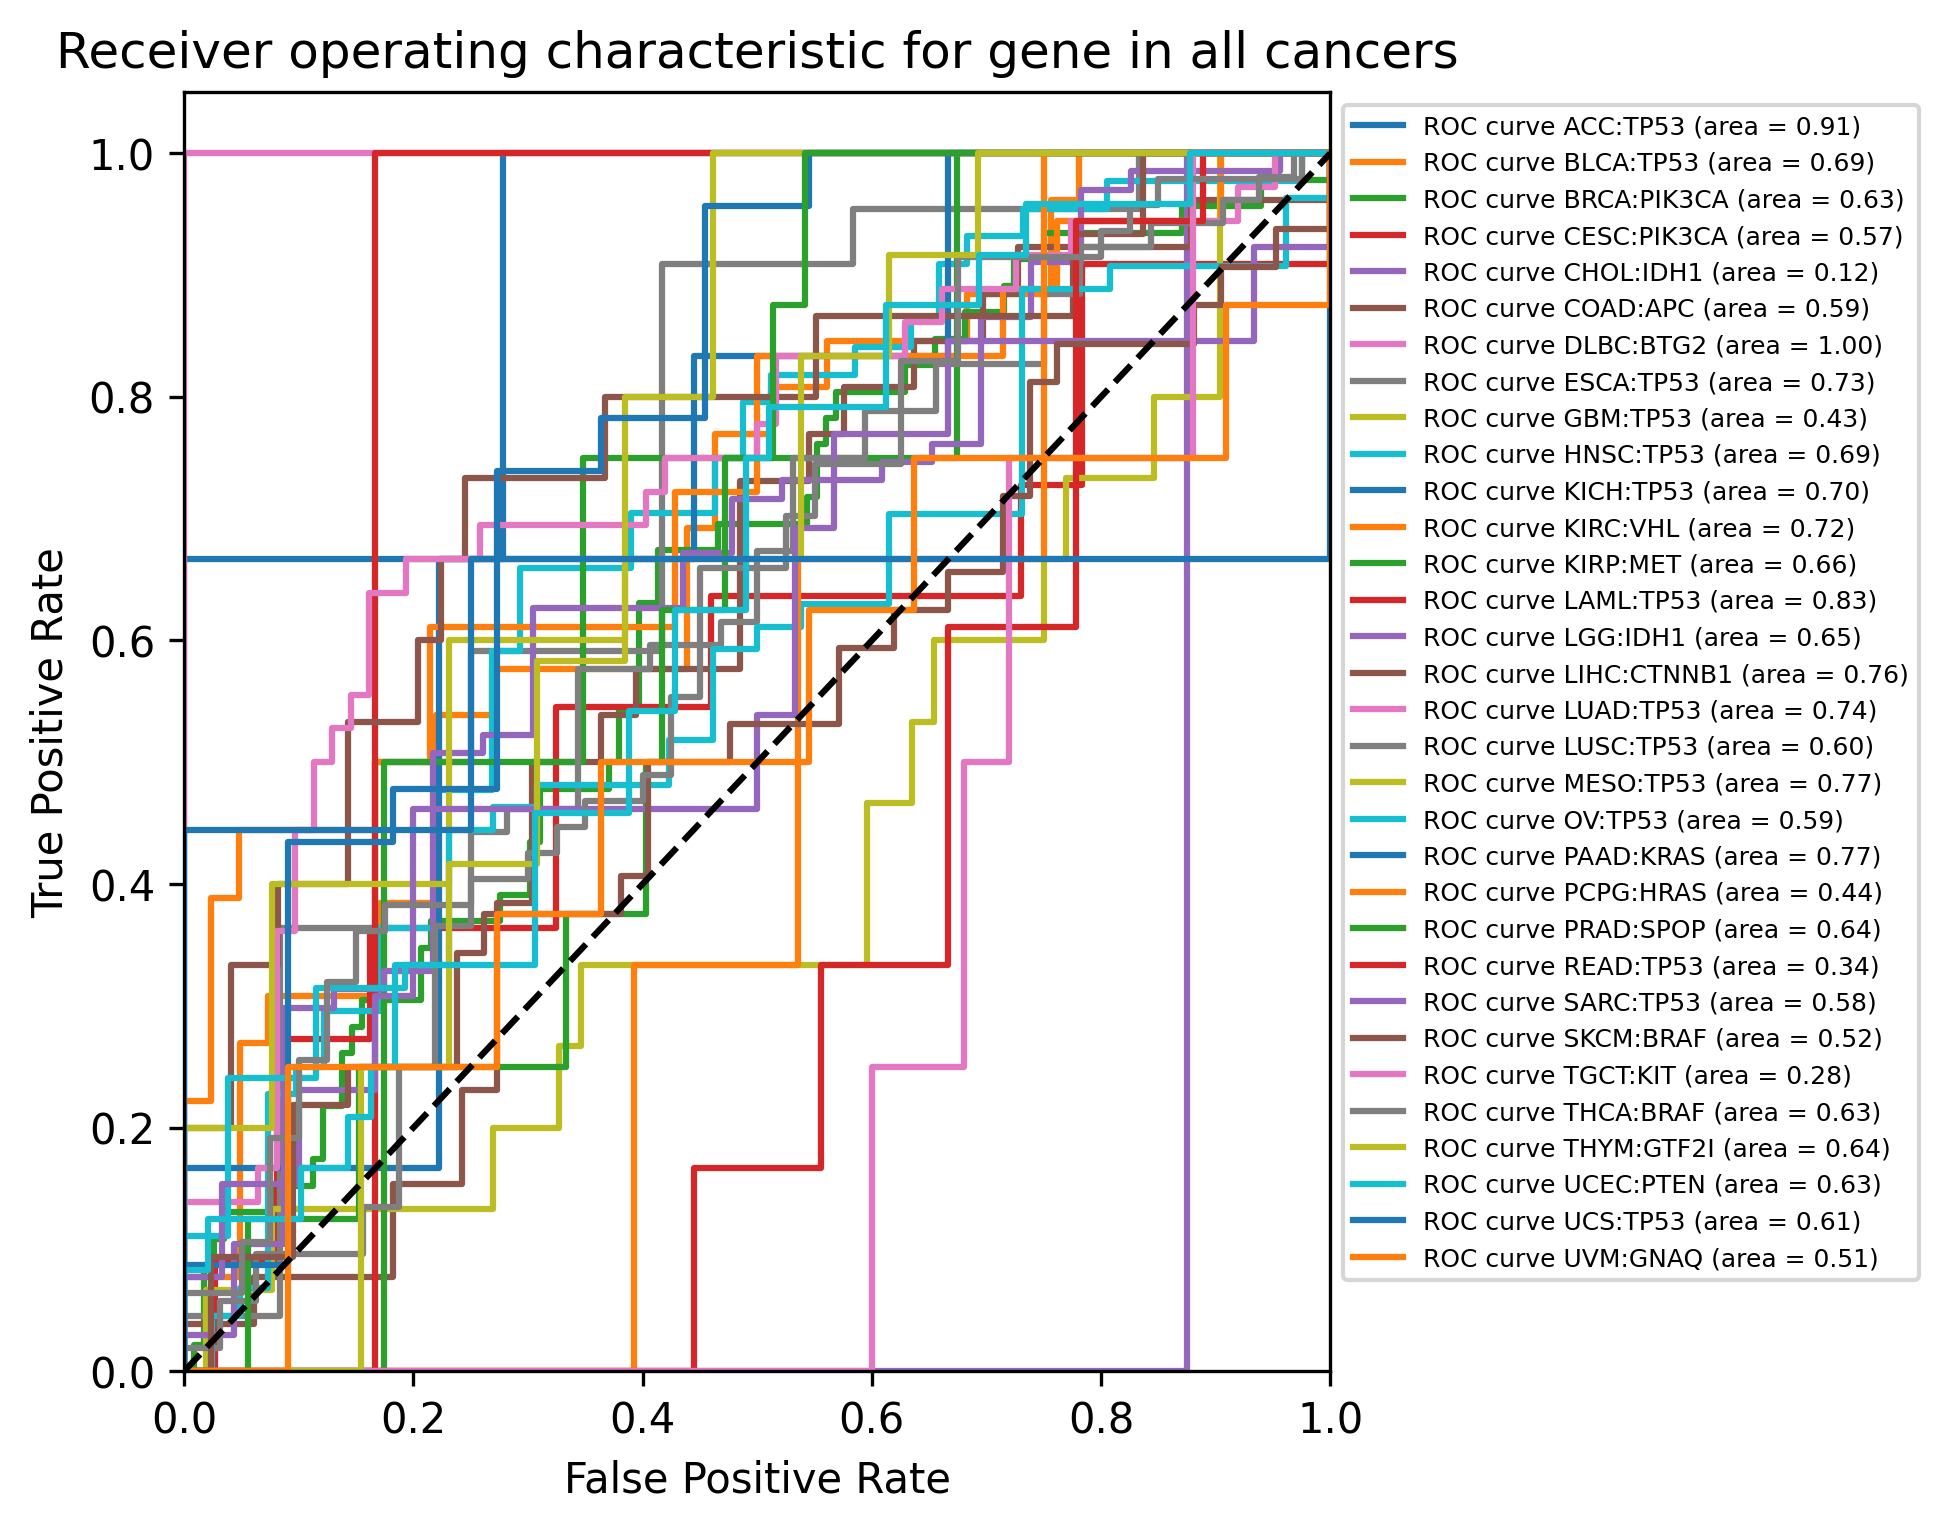 Receiver operating characteristic for gene in all cancers
True Positive Rate
1.0
0.8
0.6
0.4
0.2
0.0
0.0 0.2 0.4 0.6 0.8 1.0
False Positive Rate
ROC curve ACC:TP53 (area = 0.91)
ROC curve BLCA:TP53 (area = 0.69)
ROC curve BRCA:PIK3CA (area = 0.63)
ROC curve CESC:PIK3CA (area = 0.57)
ROC curve CHOL:IDH1 (area = 0.12)
ROC curve COAD:APC (area = 0.59)
ROC curve DLBC:BTG2 (area = 1.00)
ROC curve ESCA:TP53 (area = 0.73)
ROC curve GBM:TP53 (area = 0.43)
ROC curve HNSC:TP53 (area = 0.69)
ROC curve KICH:TP53 (area = 0.70)
ROC curve KIRC:VHL (area = 0.72)
ROC curve KIRP:MET (area = 0.66)
ROC curve LAML:TP53 (area = 0.83)
ROC curve LGG:IDH1 (area = 0.65)
ROC curve LIHC:CTNNB1 (area = 0.76)
ROC curve LUAD:TP53 (area = 0.74)
ROC curve LUSC:TP53 (area = 0.60)
ROC curve MESO:TP53 (area = 0.77)
ROC curve OV:TP53 (area = 0.59)
ROC curve PAAD:KRAS (area = 0.77)
ROC curve PCPG:HRAS (area = 0.44)
ROC curve PRAD:SPOP (area = 0.64)
ROC curve READ:TP53 (area = 0.34)
ROC curve SARC:TP53 (area = 0.58)
ROC curve SKCM:BRAF (area = 0.52)
ROC curve TGCT:KIT (area = 0.28)
ROC curve THCA:BRAF (area = 0.63)
ROC curve THYM:GTF2I (area = 0.64)
ROC curve UCEC:PTEN (area = 0.63)
ROC curve UCS:TP53 (area = 0.61)
ROC curve UVM:GNAQ (area = 0.51)